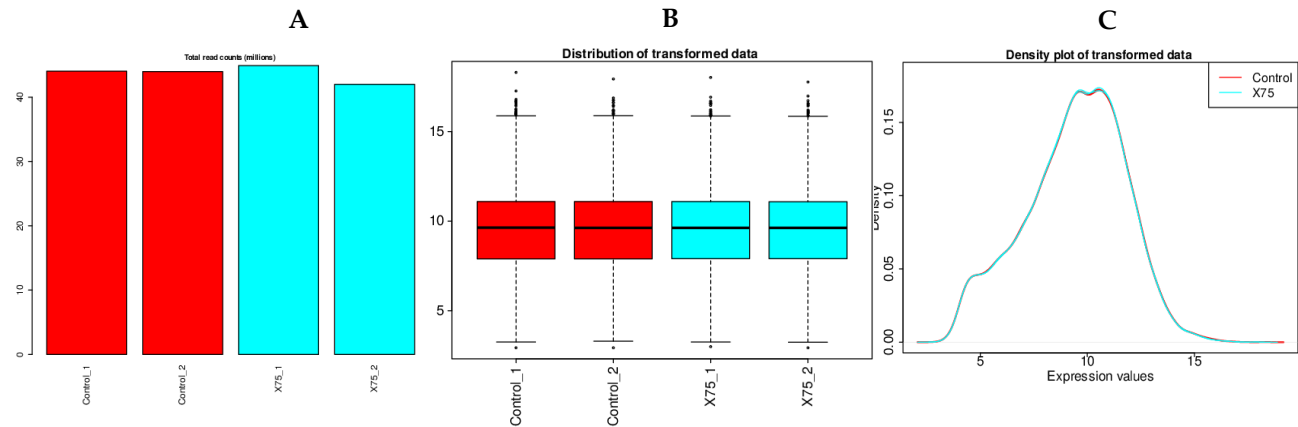 A
Total read counts (millions)
40
30
20
10
0
Control_1
Control_2
X75_1
X75_2
B
Distribution of transformed data
15
10
5
Control_1
Control_2
X75_1
X75_2
C
Density plot of transformed data
Control
X75
Density
0.15
0.10
0.05
0.00
5
10
15
Expression values